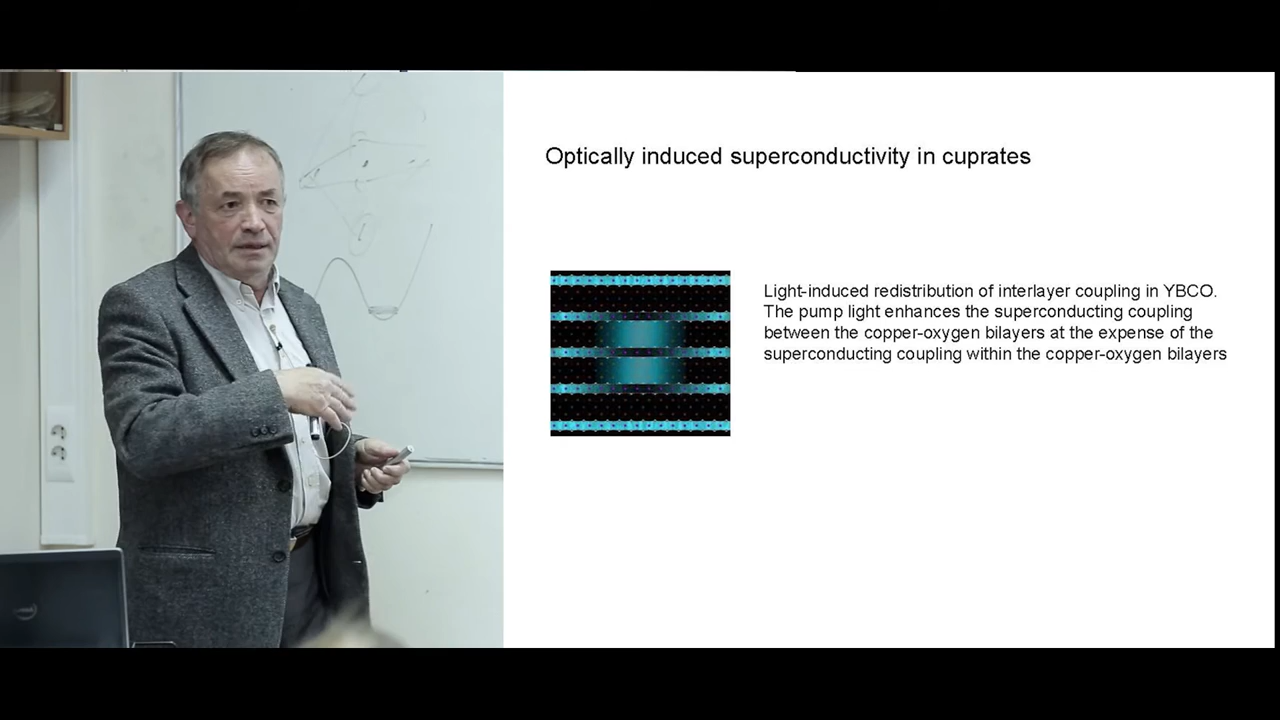 Optically induced superconductivity in cuprates
Light-induced redistribution of interlayer coupling in YBCO.
The pump light enhances the superconducting coupling
between the copper-oxygen bilayers at the expense of the
superconducting coupling within the copper-oxygen bilayers